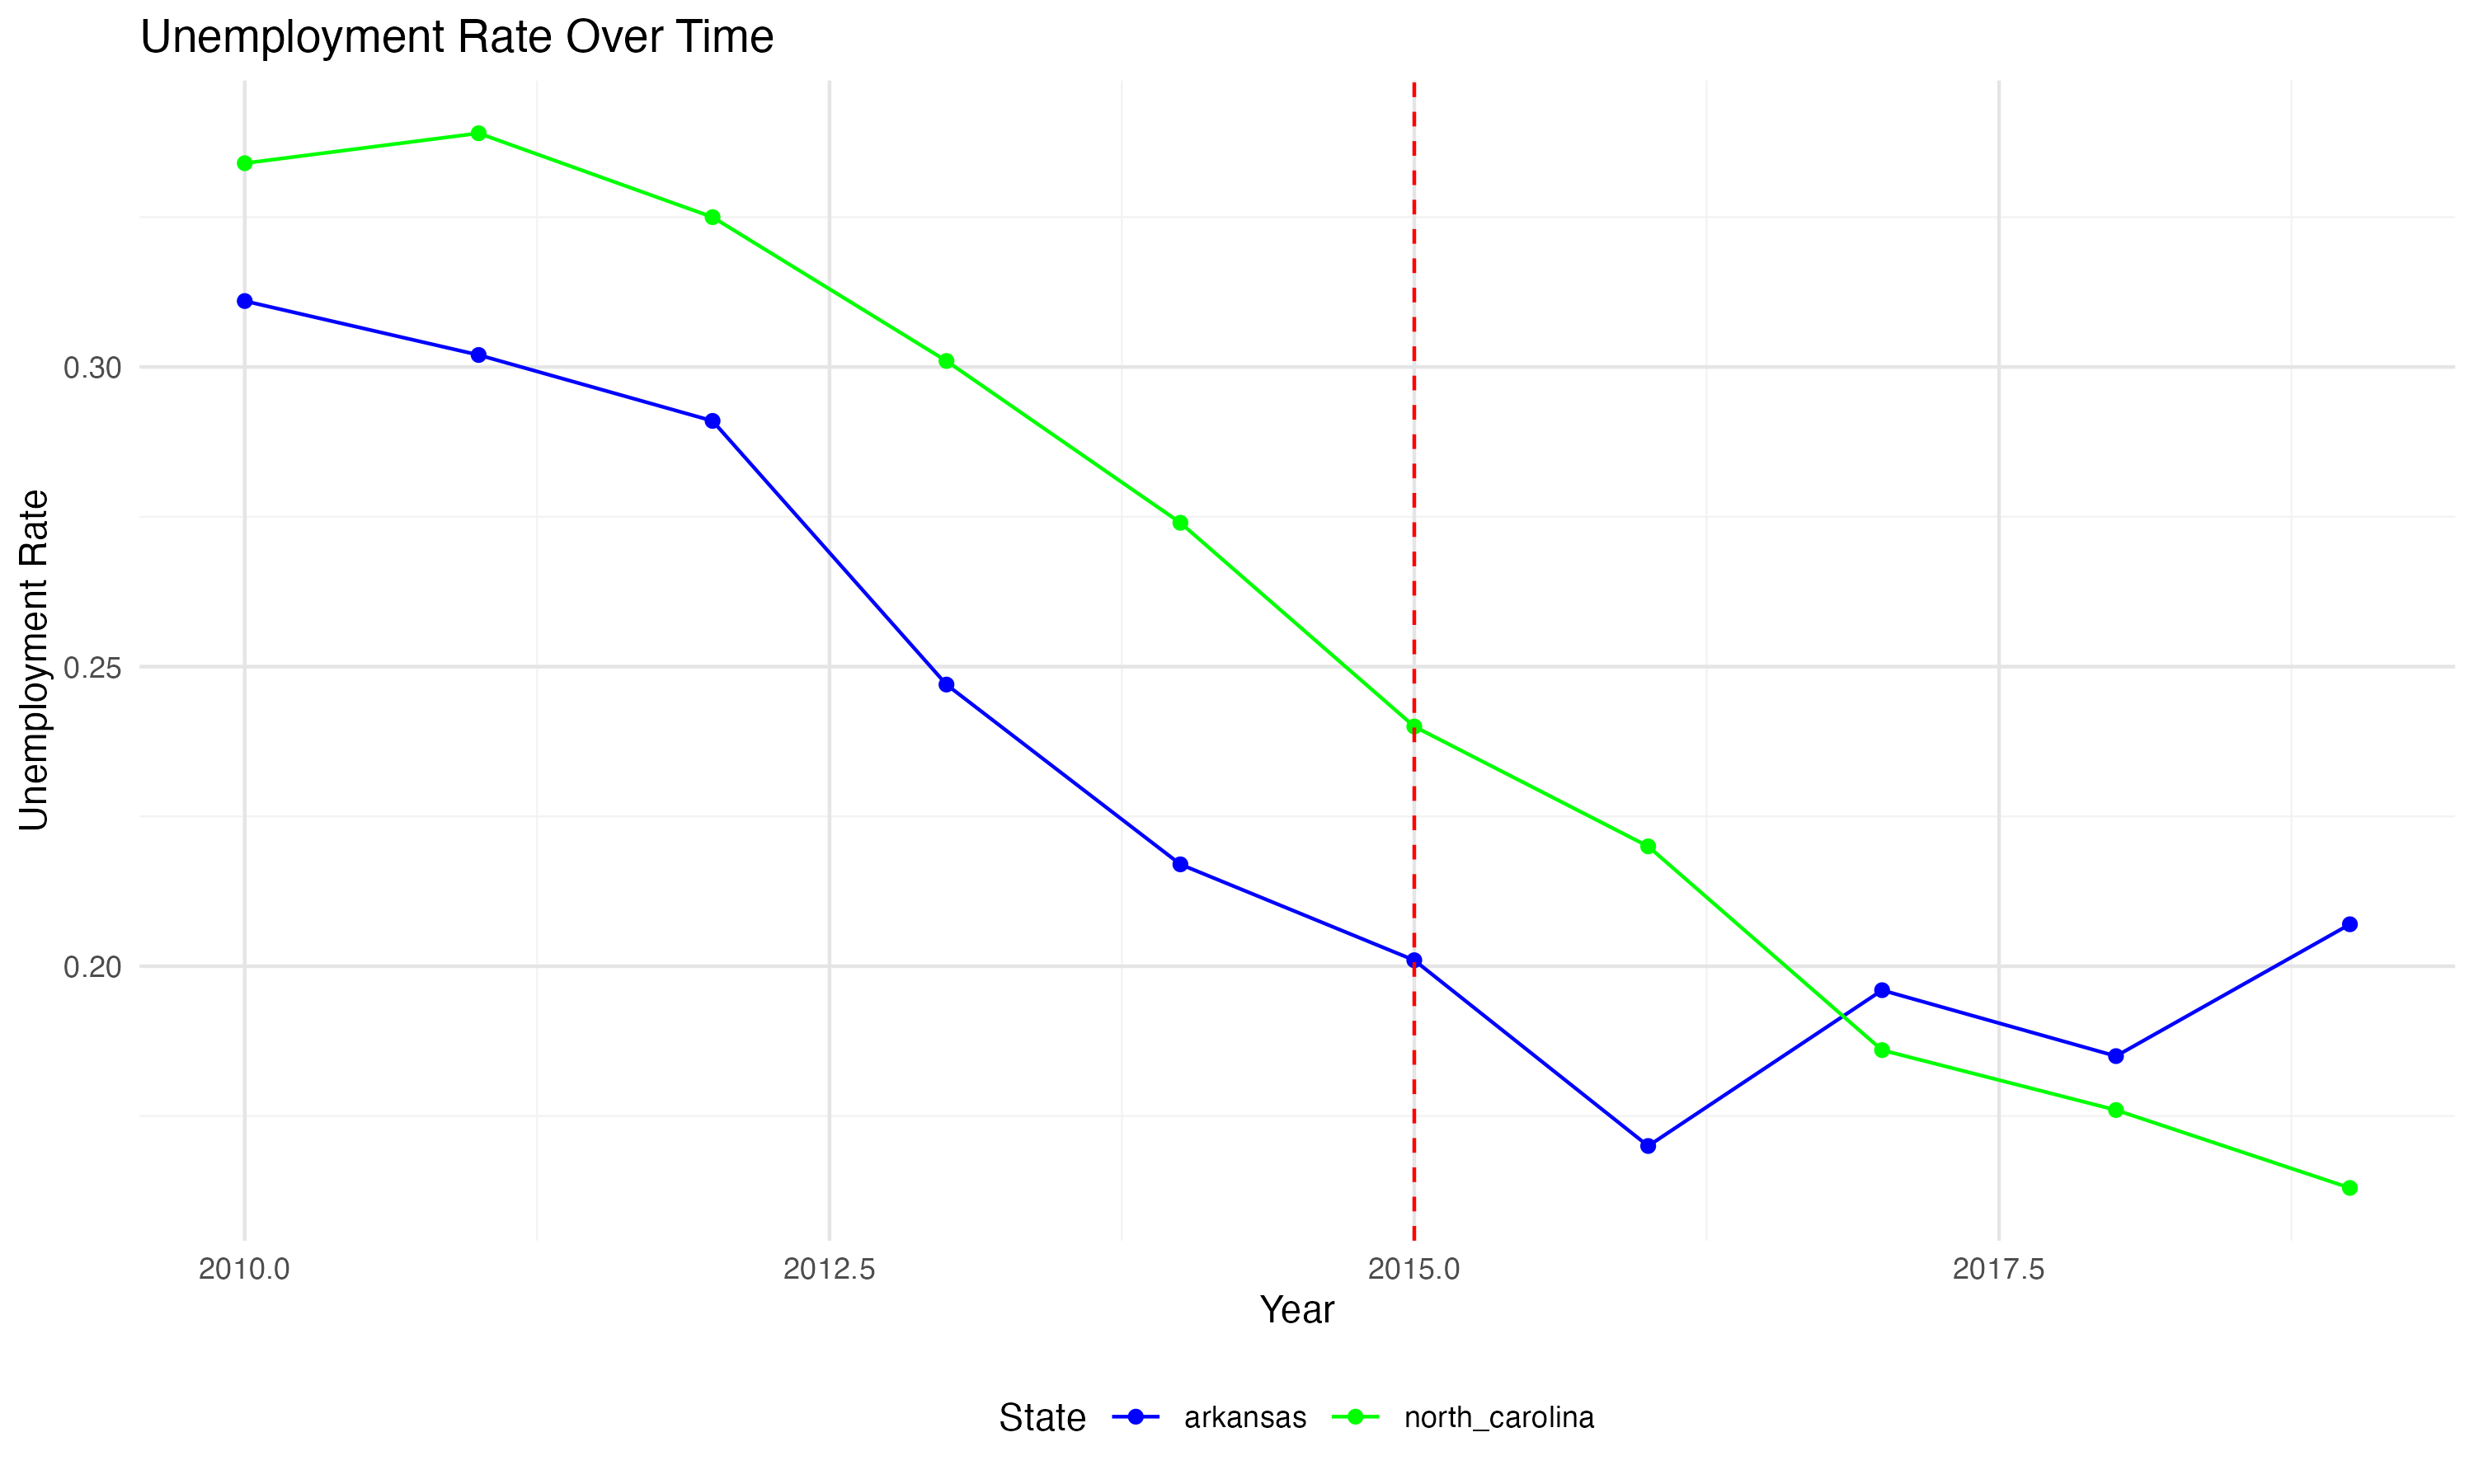 Unemployment Rate Over Time
Unemployment Rate
0.30
0.25
0.20
2010.0 2012.5 2015.0 2017.5
Year
State arkansas north_carolina